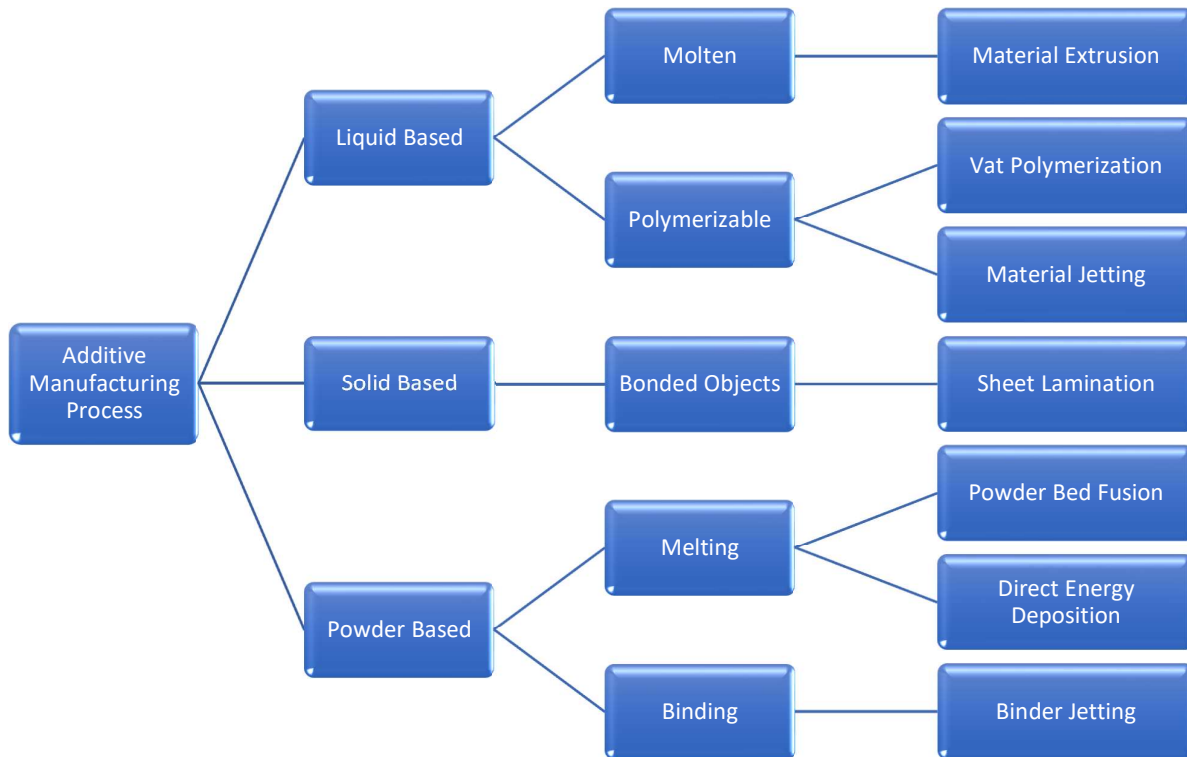 Molten
Material Extrusion
Liquid Based
Vat Polymerization
Polymerizable
Material Jetting
Additive
Manufacturing
Process
Solid Based
Bonded Objects
Sheet Lamination
Powder Bed Fusion
Melting
Direct Energy
Deposition
Powder Based
Binding
Binder Jetting